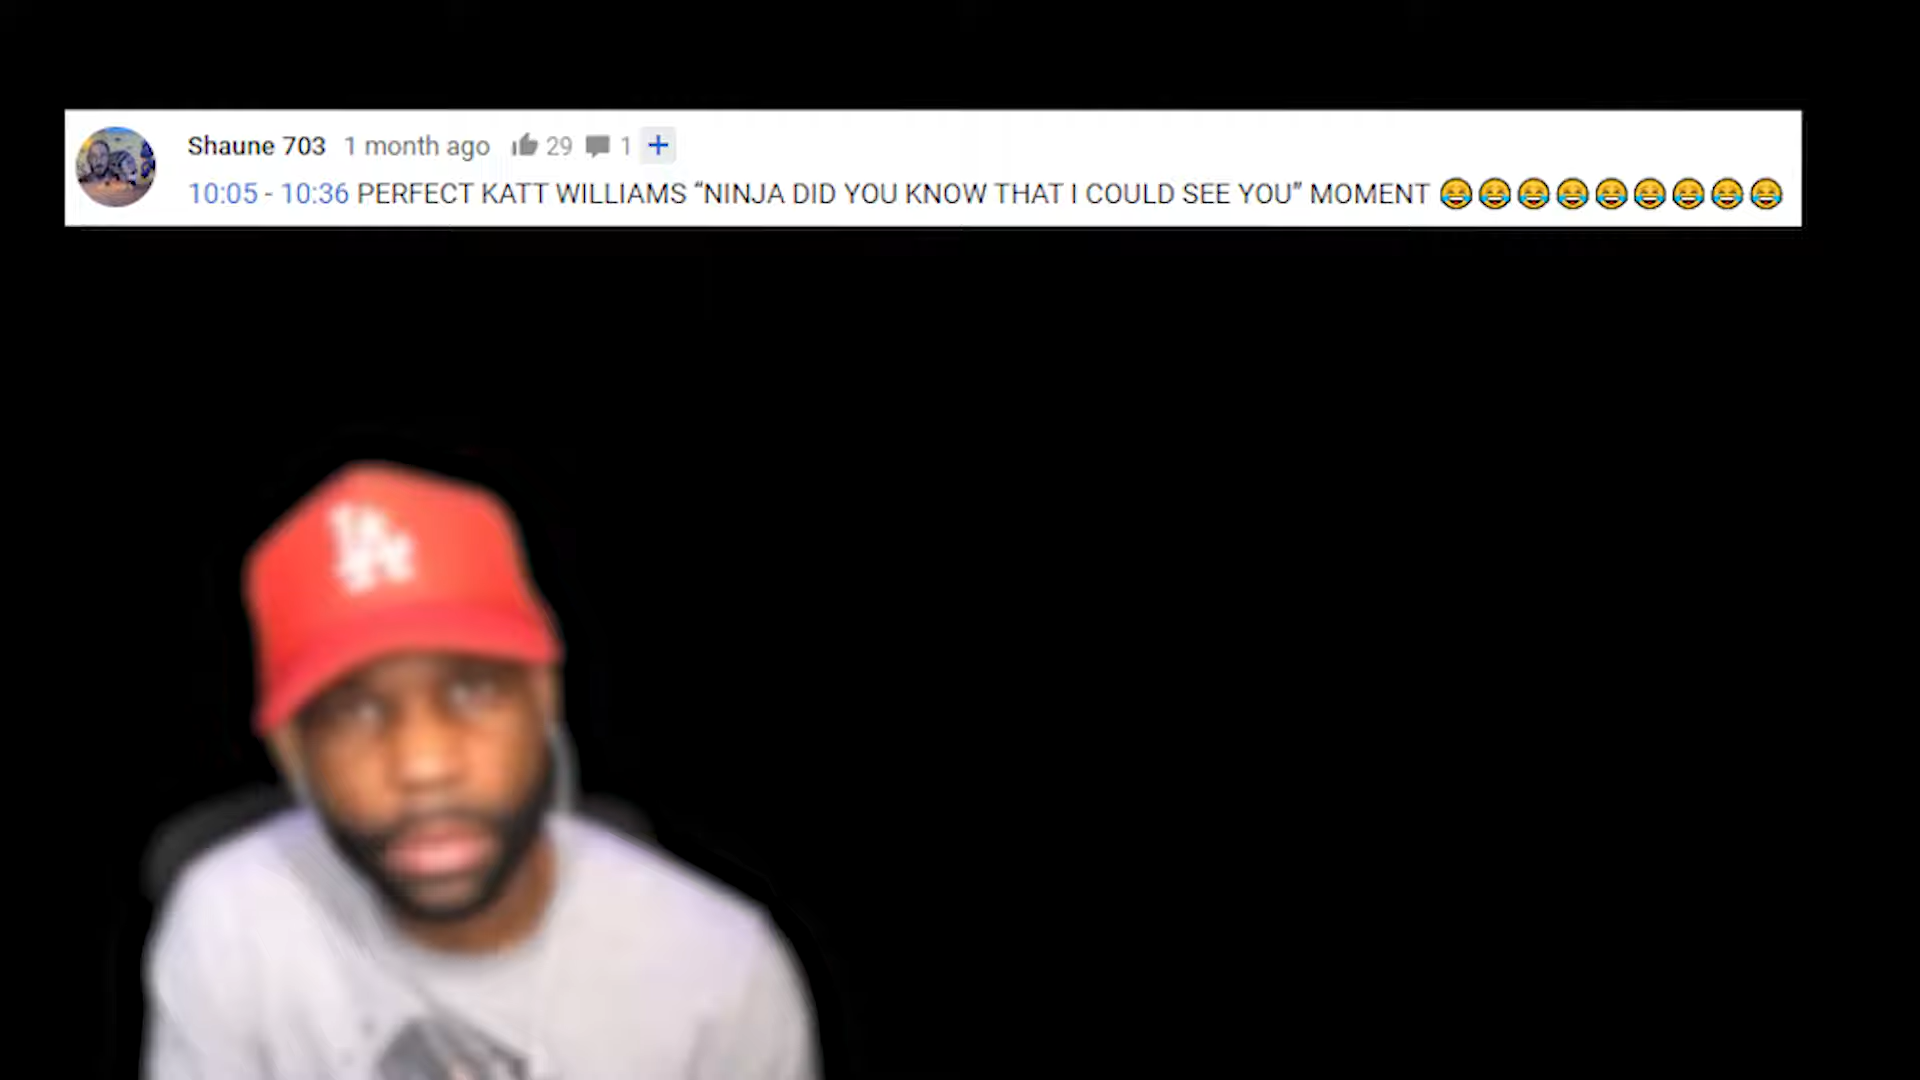 Shaune 703 1 month ago 29 1 +
10:05 - 10:36 PERFECT KATT WILLIAMS “NINJA DID YOU KNOW THAT I COULD SEE YOU” MOMENT 😂😂😂😂😂😂😂😂😂
LA